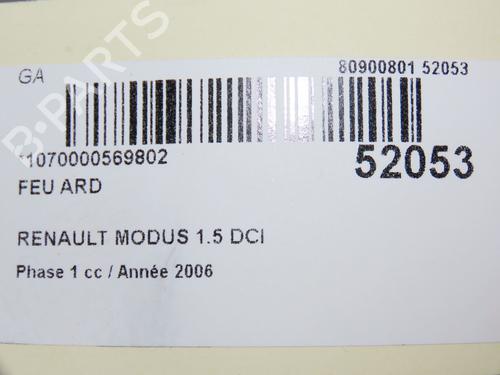 GA
80900801 52053
*1070000569802
52053
FEU ARD
RENAULT MODUS 1.5 DCI
Phase 1 cc / Année 2006
B-PARTS